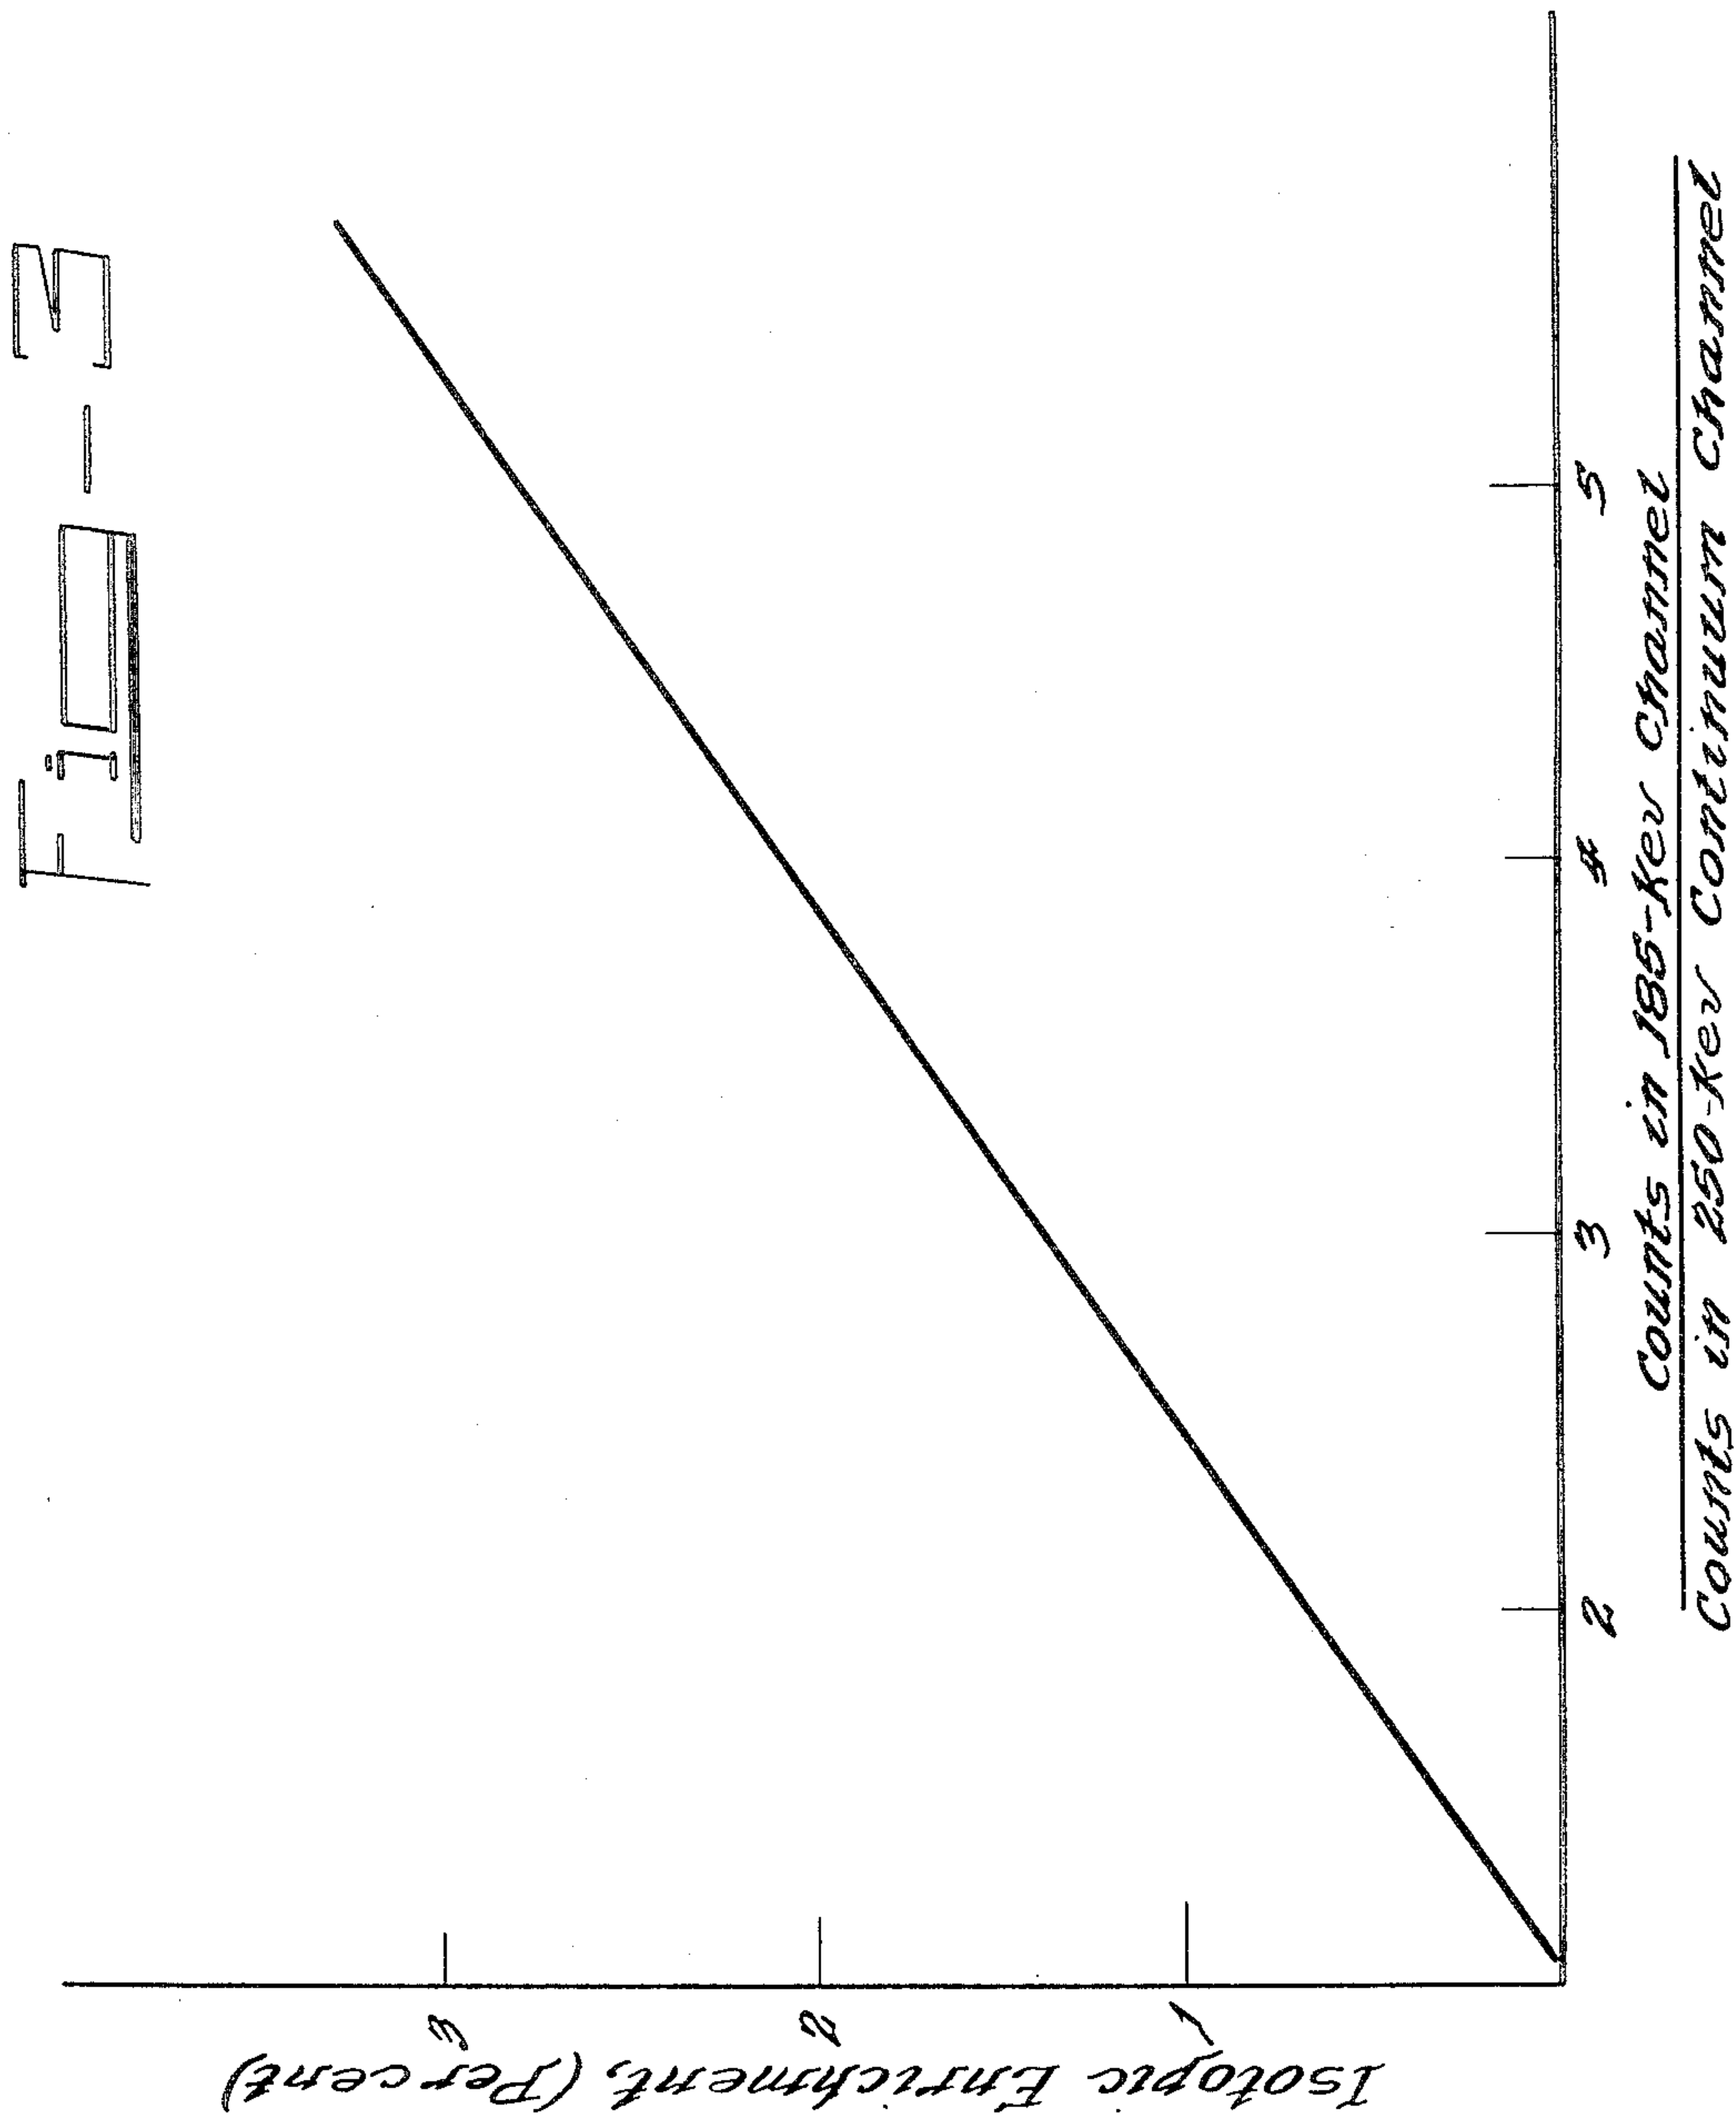 Fig-3
Isotopic Enrichment, (Percent)
3
2
1
2
3
4
5
Counts in 185-Kev Channel
Counts in 250-Kev Continuum Channel